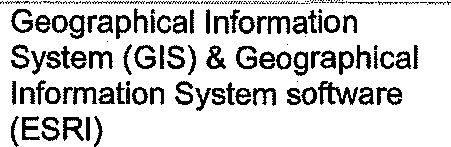 Geographical Information
System (GIS) & Geographical
Information System software
(ESRI)